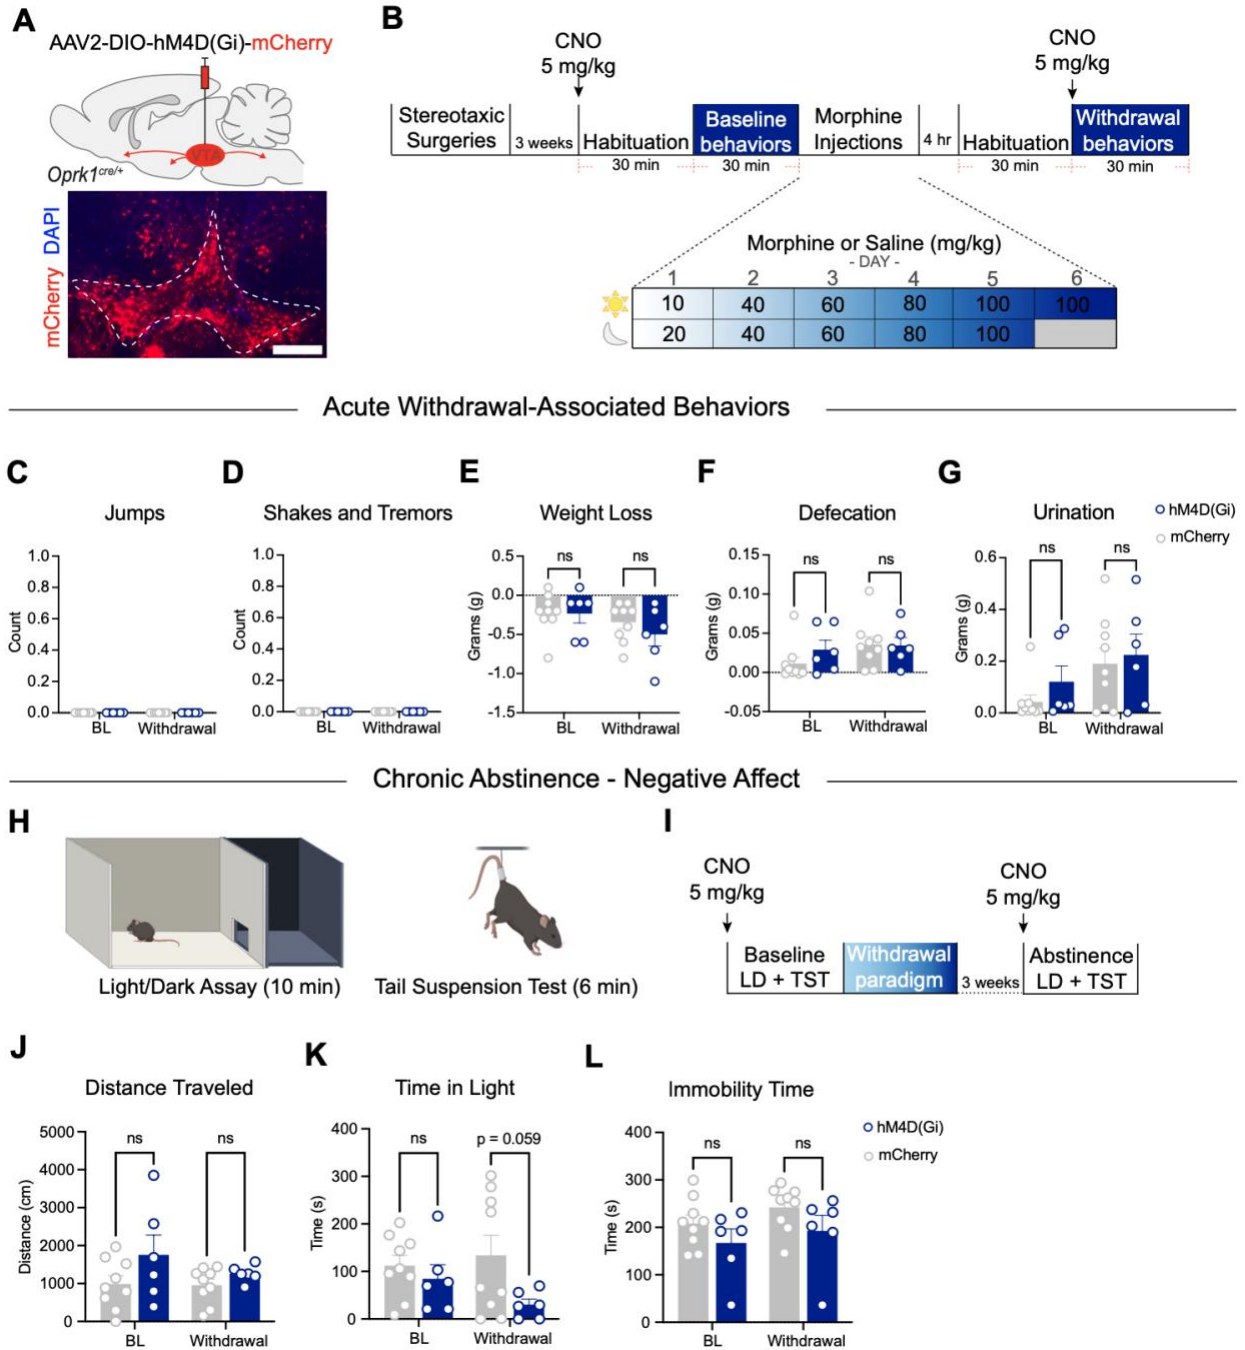 A
AAV2-DIO-hM4D(Gi)-mCherry
VTA
Oprk1cre/+
mCherry DAPI
B
CNO
5 mg/kg
CNO
5 mg/kg
Stereotaxic
Surgeries
3 weeks
Habituation
30 min
Baseline
behaviors
30 min
Morphine
Injections
4 hr
Habituation
30 min
Withdrawal
behaviors
30 min
Morphine or Saline (mg/kg)
- DAY -
1 2 3 4 5 6
10 40 60 80 100 100
20 40 60 80 100
Acute Withdrawal-Associated Behaviors
C
Jumps
Count
1.0
0.8
0.6
0.4
0.2
0.0
BL Withdrawal
D
Shakes and Tremors
Count
1.0
0.8
0.6
0.4
0.2
0.0
BL Withdrawal
E
Weight Loss
Grams (g)
0.5
0.0
-0.5
-1.0
-1.5
ns ns
BL Withdrawal
F
Defecation
Grams (g)
0.15
0.10
0.05
0.00
-0.05
ns ns
BL Withdrawal
G
Urination
Grams (g)
0.6
0.4
0.2
0.0
ns ns
BL Withdrawal
hM4D(Gi)
mCherry
Chronic Abstinence - Negative Affect
H
Light/Dark Assay (10 min)
Tail Suspension Test (6 min)
I
CNO
5 mg/kg
CNO
5 mg/kg
Baseline
LD + TST
Withdrawal
paradigm
3 weeks
Abstinence
LD + TST
J
Distance Traveled
Distance (cm)
5000
4000
3000
2000
1000
0
ns ns
BL Withdrawal
K
Time in Light
Time (s)
400
300
200
100
0
ns p = 0.059
BL Withdrawal
L
Immobility Time
Time (s)
400
300
200
100
0
ns ns
BL Withdrawal
hM4D(Gi)
mCherry